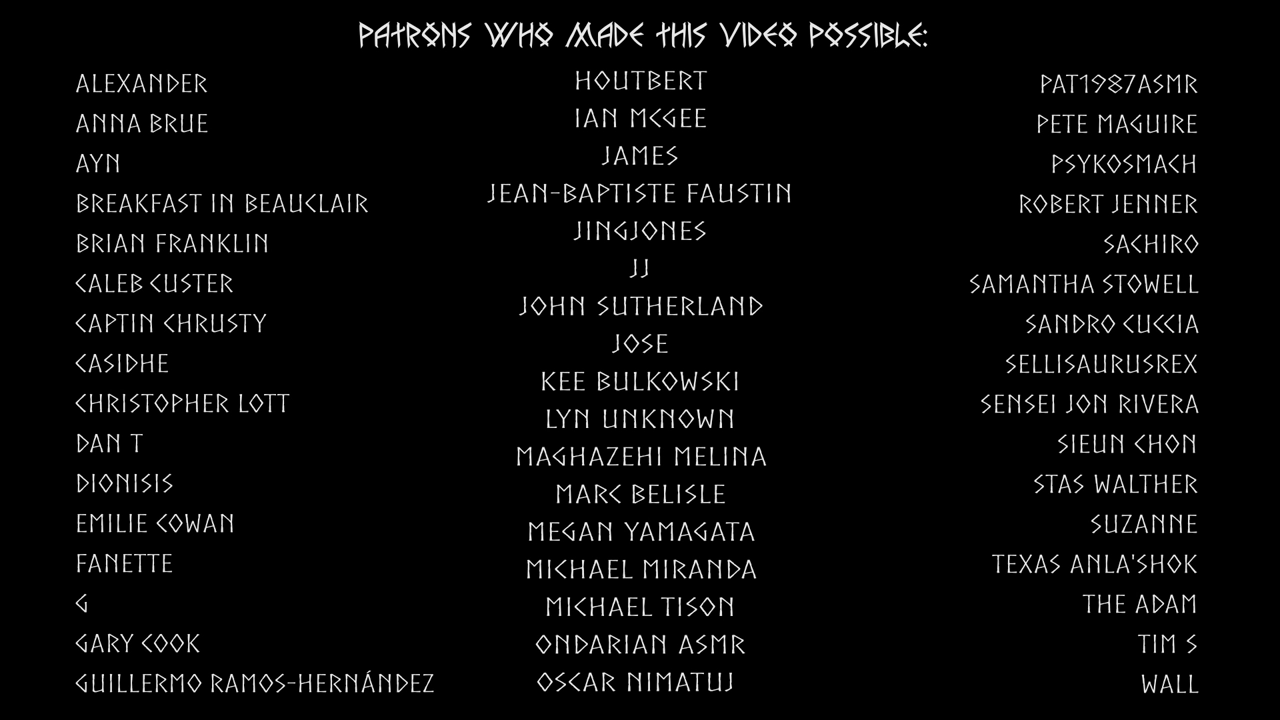 PATRONS WHO MADE THIS VIDEO POSSIBLE:
ALEXANDER
ANNA BRUE
AYN
BREAKFAST IN BEAUCLAIR
BRIAN FRANKLIN
CALEB CUSTER
CAPTIN CHRUSTY
CASIDHE
CHRISTOPHER LOTT
DAN T
DIONISIS
EMILIE COWAN
FANETTE
G
GARY COOK
GUILLERMO RAMOS-HERNÁNDEZ
HOUTBERT
IAN MCGEE
JAMES
JEAN-BAPTISTE FAUSTIN
JINGJONES
JJ
JOHN SUTHERLAND
JOSE
KEE BULKOWSKI
LYN UNKNOWN
MAGHAZEHI MELINA
MARC BELISLE
MEGAN YAMAGATA
MICHAEL MIRANDA
MICHAEL TISON
ONDARIAN ASMR
OSCAR NIMATUJ
PAT1987ASMR
PETE MAGUIRE
PSYKOSMACH
ROBERT JENNER
SACHIRO
SAMANTHA STOWELL
SANDRO CUCCIA
SELLISAURUSREX
SENSEI JON RIVERA
SIEUN CHON
STAS WALTHER
SUZANNE
TEXAS ANLA'SHOK
THE ADAM
TIM S
WALL